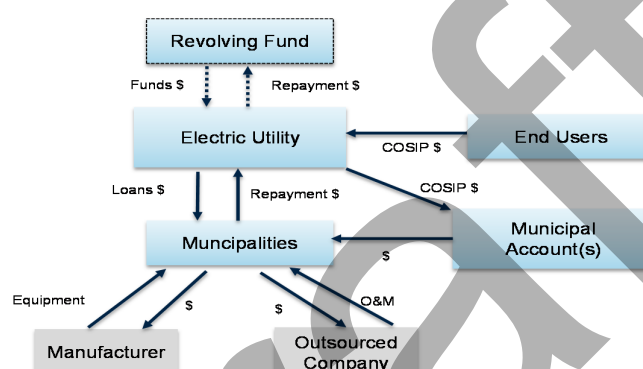 Revolving Fund
Funds $
Repayment $
Electric Utility
End Users
COSIP $
Loans $
Repayment $
COSIP $
Muncipalities
Municipal
Account(s)
$
Equipment
$
$
O&M
Manufacturer
Outsourced
Company